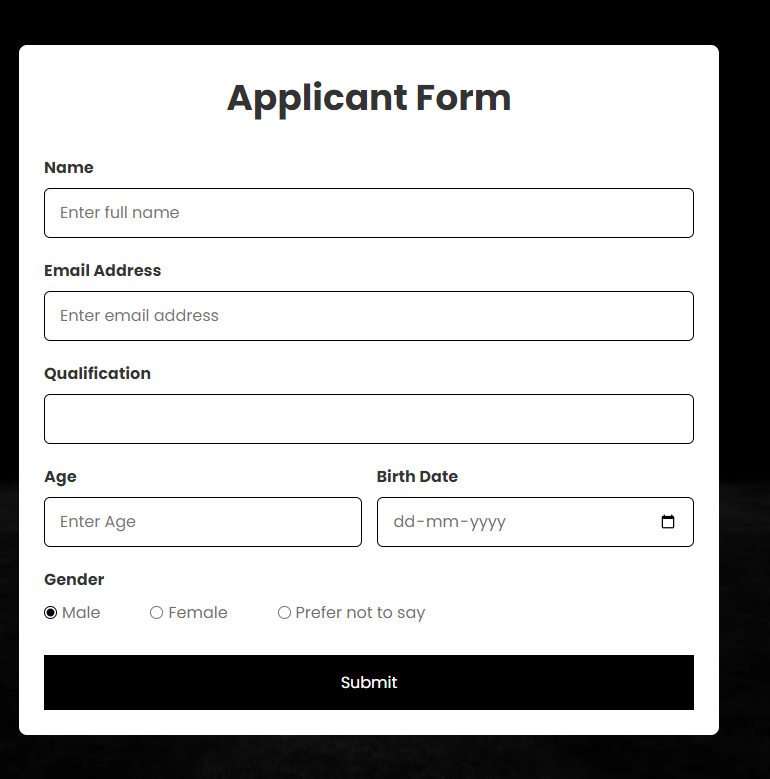 Applicant Form
Name
Enter full name
Email Address
Enter email address
Qualification
Age Birth Date
Enter Age dd-mm-yyyy
Gender
Male Female Prefer not to say
Submit